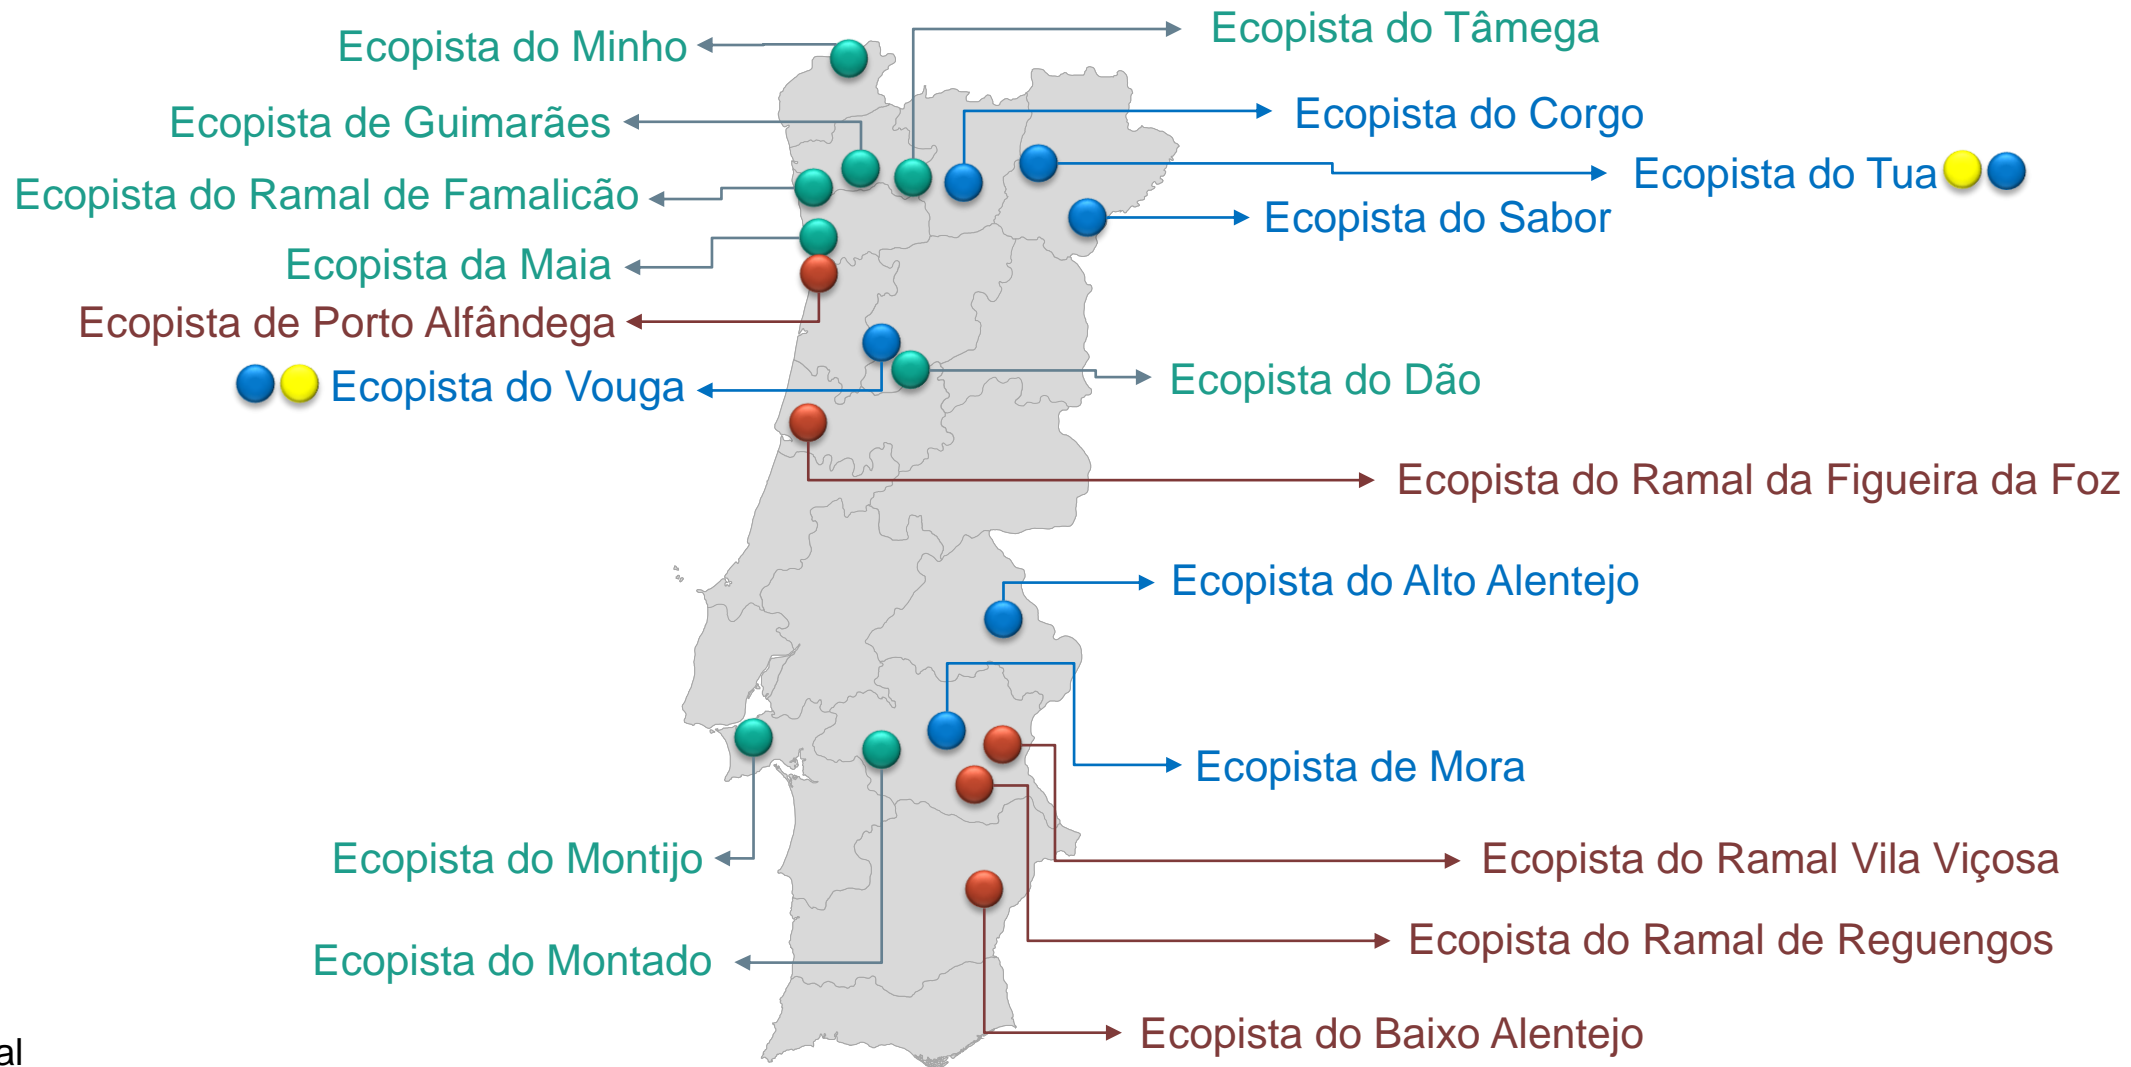 Ecopista do Tâmega
Ecopista do Minho
Ecopista do Corgo
Ecopista de Guimarães
Ecopista do Tua
Ecopista do Ramal de Famalicão
Ecopista do Sabor
Ecopista da Maia
Ecopista de Porto Alfândega
Ecopista do Vouga
Ecopista do Dão
Ecopista do Ramal da Figueira da Foz
Ecopista do Alto Alentejo
Ecopista de Mora
Ecopista do Montijo
Ecopista do Ramal Vila Viçosa
Ecopista do Ramal de Reguengos
Ecopista do Montado
Ecopista do Baixo Alentejo
al